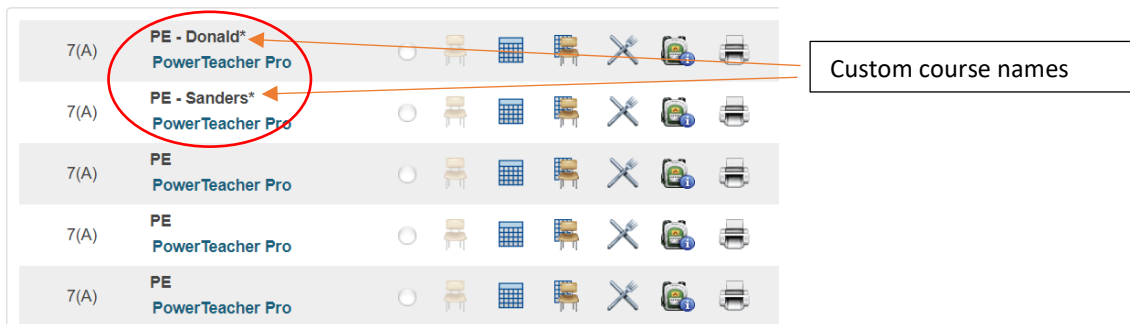 7(A)
PE - Donald*
PowerTeacher Pro
Custom course names
7(A)
PE - Sanders*
PowerTeacher Pro
7(A)
PE
PowerTeacher Pro
7(A)
PE
PowerTeacher Pro
7(A)
PE
PowerTeacher Pro